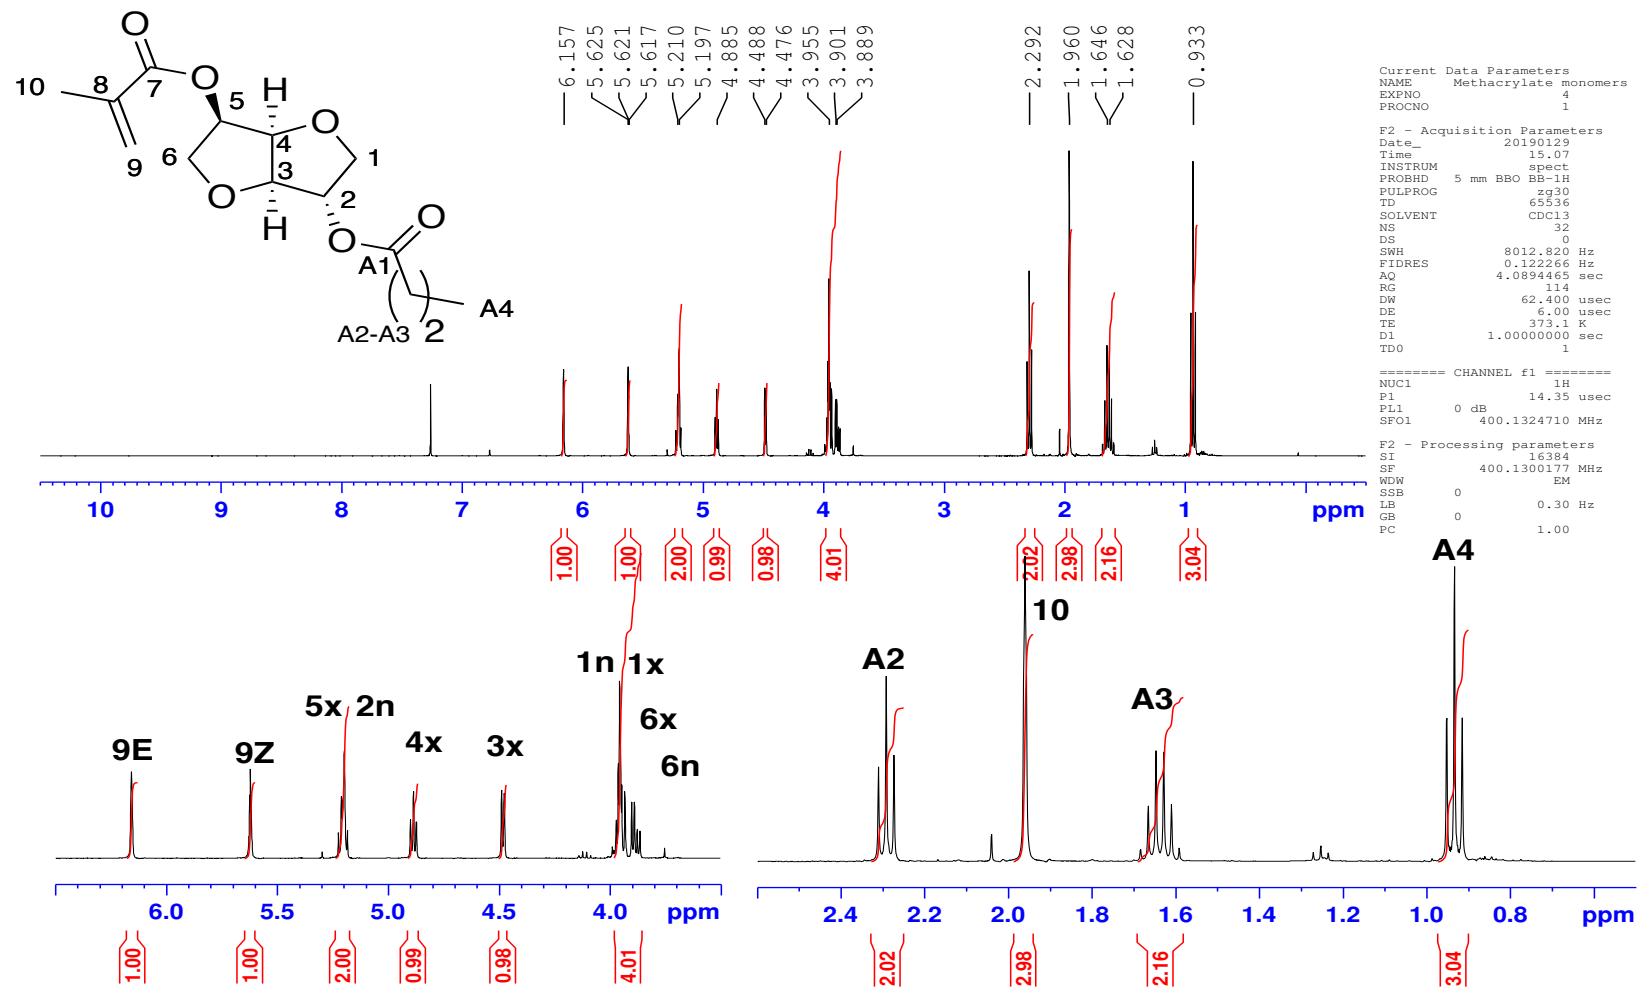 O
10
8
7
O
5
H
O
9
6
4
1
3
O
2
H
O
O
A1
A4
A2-A3
2
6.157
5.625
5.621
5.617
5.210
5.197
4.885
4.488
4.476
3.955
3.901
3.889
2.292
1.960
1.646
1.628
0.933
Current Data Parameters
NAME Methacrylate monomers
EXPNO 4
PROCNO 1
F2 - Acquisition Parameters
Date_ 20190129
Time 15.07
INSTRUM spect
PROBHD 5 mm BBO BB-1H
PULPROG zg30
TD 65536
SOLVENT CDCl3
NS 32
DS 0
SWH 8012.820 Hz
FIDRES 0.122266 Hz
AQ 4.0894465 sec
RG 114
DW 62.400 usec
DE 6.00 usec
TE 373.1 K
D1 1.00000000 sec
TD0 1
======== CHANNEL f1 ========
NUC1 1H
P1 14.35 usec
PL1 0 dB
SFO1 400.1324710 MHz
F2 - Processing parameters
SI 16384
SF 400.1300177 MHz
WDW EM
SSB 0
LB 0.30 Hz
GB 0
PC 1.00
10 9 8 7 6 5 4 3 2 1 ppm
1.00 1.00 2.00 0.99 0.98 4.01 2.02 2.98 2.16 3.04
9E
9Z
5x 2n
4x
3x
1n 1x
6x
6n
A2
10
A3
A4
6.0 5.5 5.0 4.5 4.0 ppm
1.00 1.00 2.00 0.99 0.98 4.01
2.4 2.2 2.0 1.8 1.6 1.4 1.2 1.0 0.8 ppm
2.02 2.98 2.16 3.04